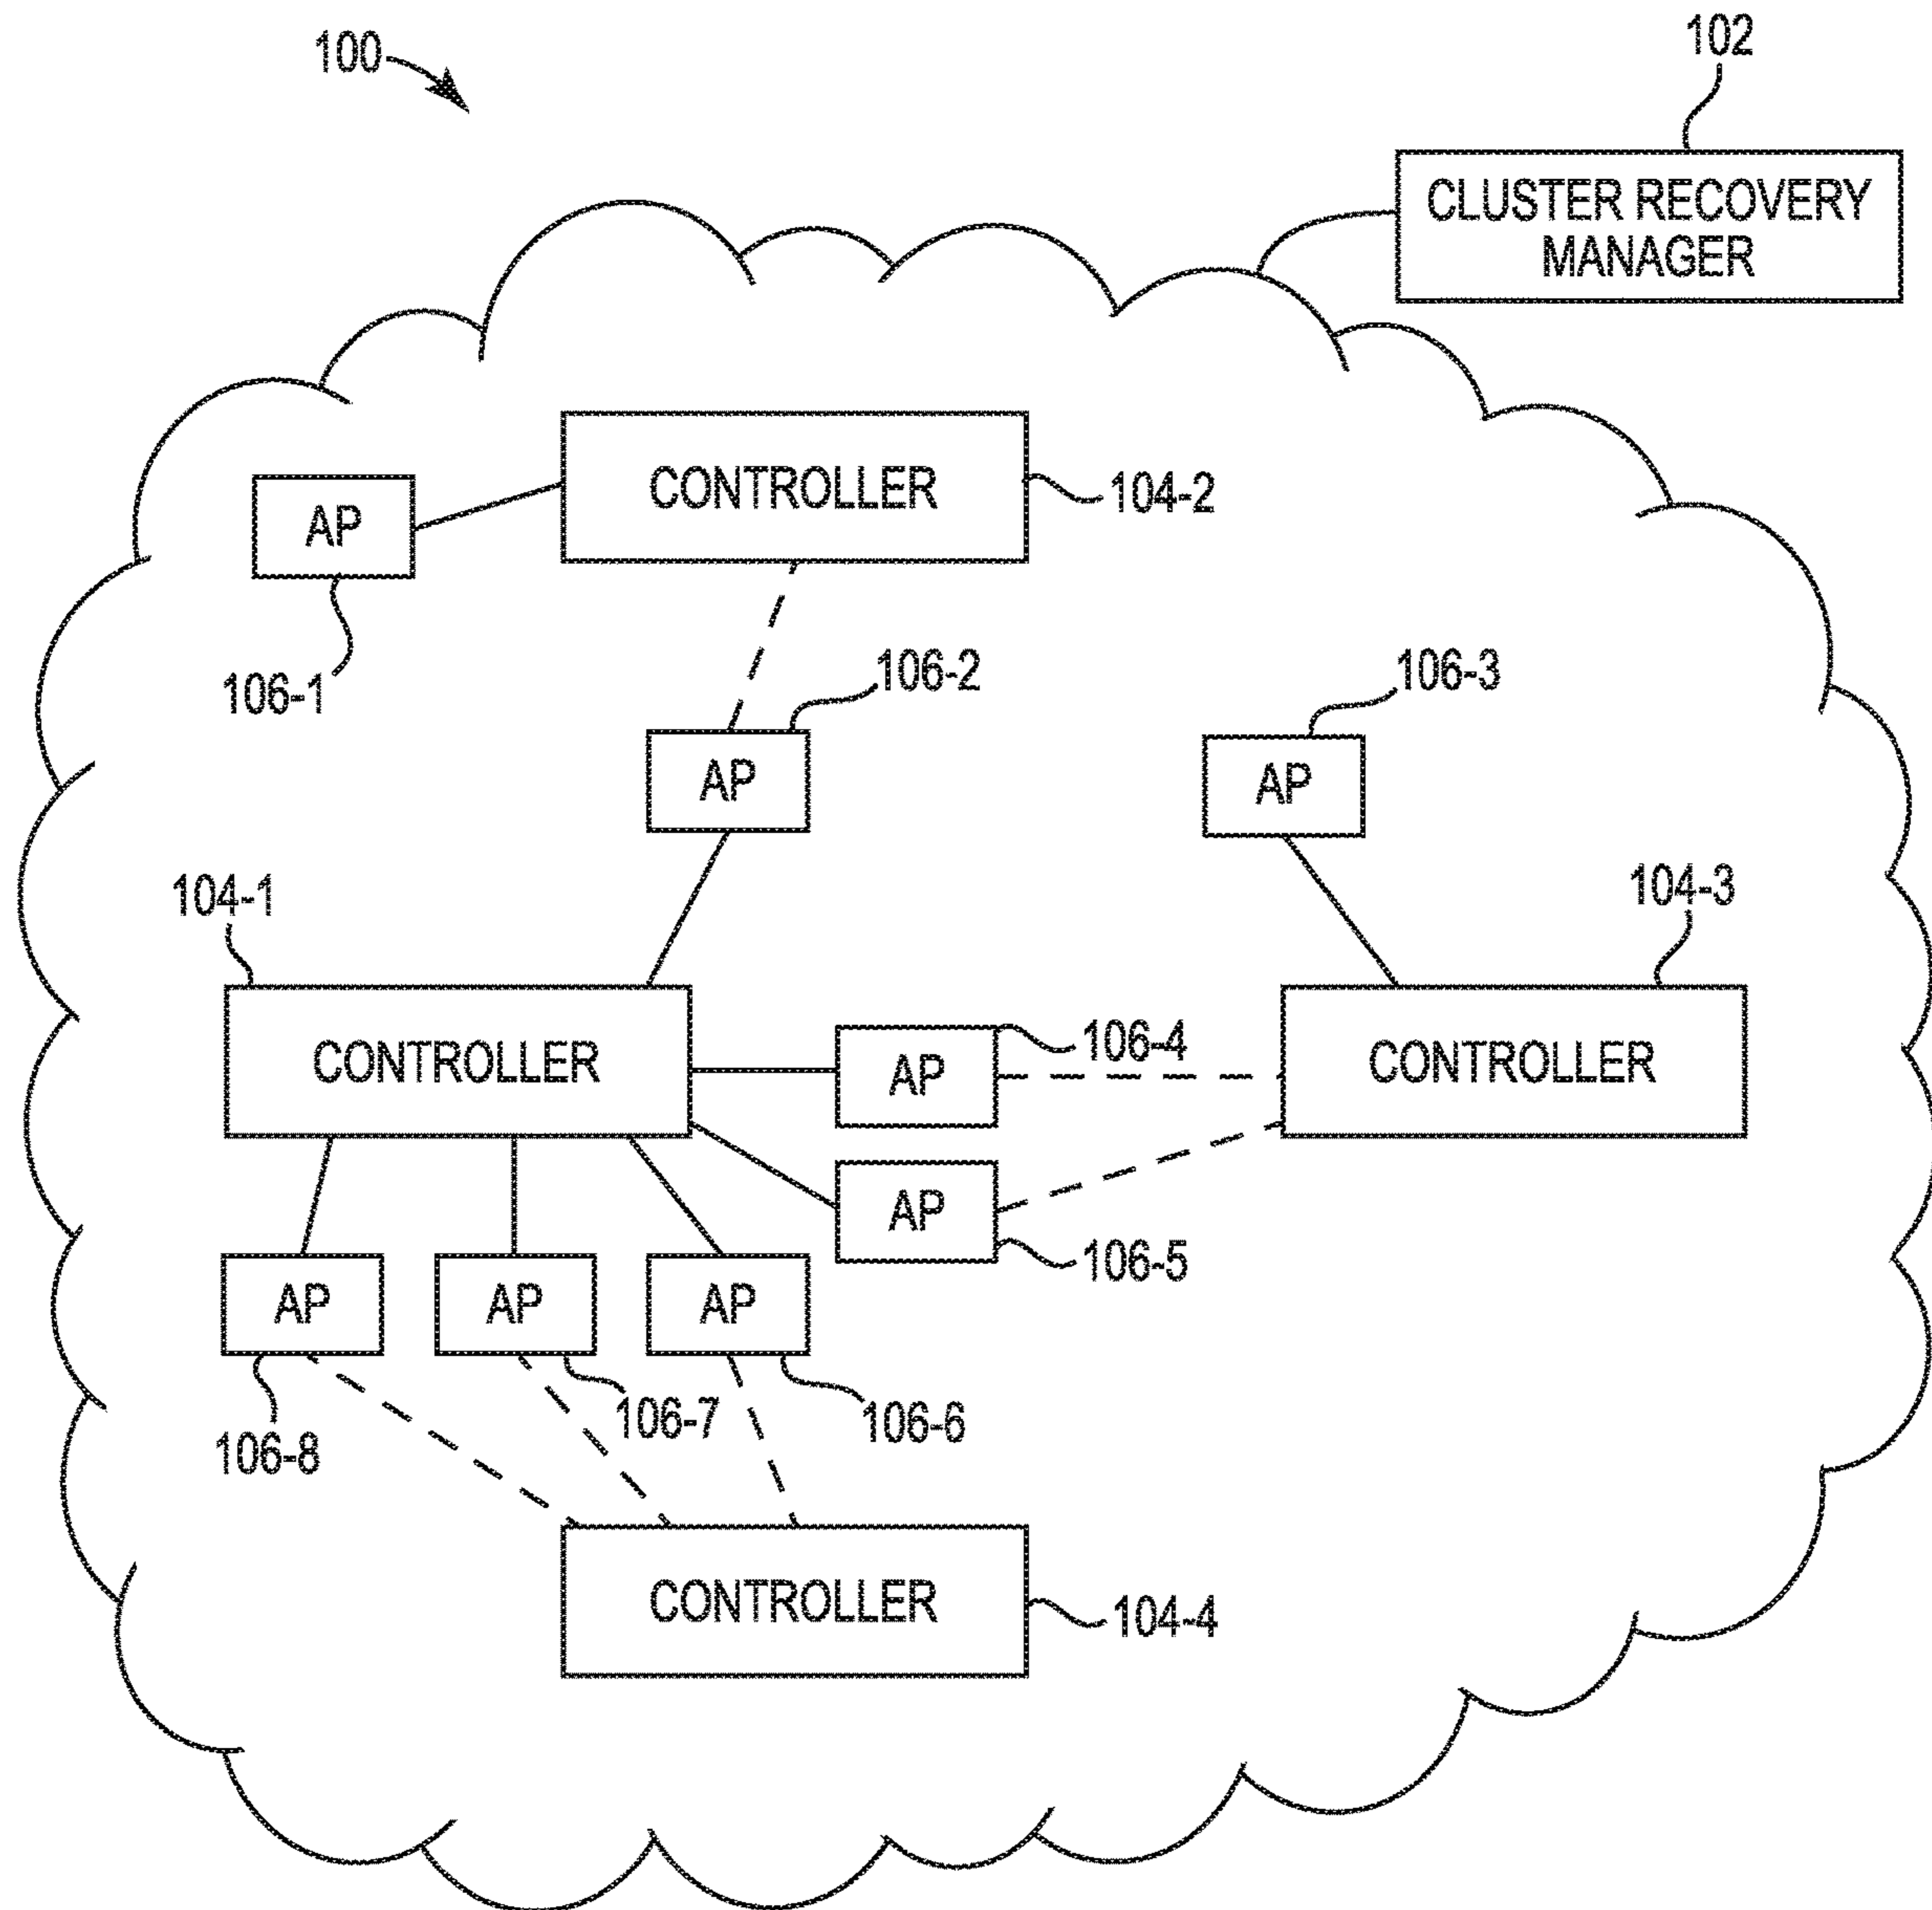 100
102
CLUSTER RECOVERY
MANAGER
CONTROLLER
104-2
AP
106-1
106-2
106-3
AP
AP
104-1
104-3
CONTROLLER
106-4
AP
CONTROLLER
AP
106-5
AP
AP
AP
106-8
106-7
106-6
CONTROLLER
104-4